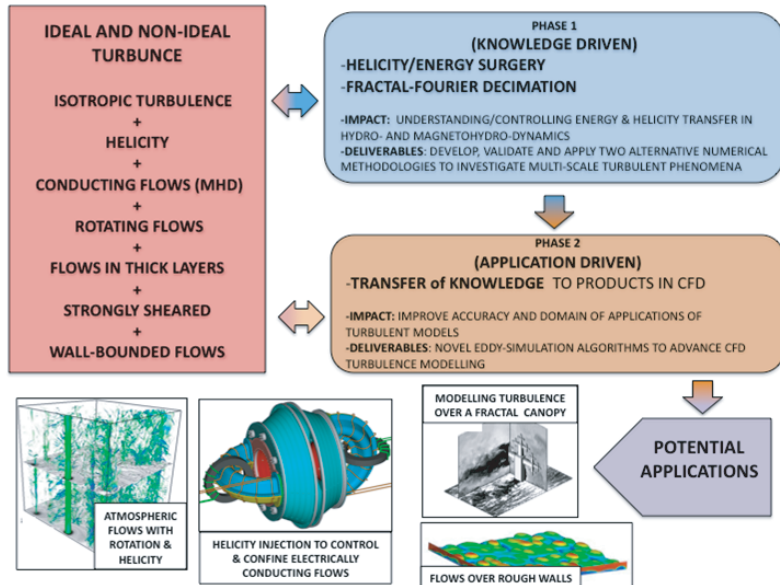 IDEAL AND NON-IDEAL
TURBUNCE
ISOTROPIC TURBULENCE
+
HELICITY
+
CONDUCTING FLOWS (MHD)
+
ROTATING FLOWS
+
FLOWS IN THICK LAYERS
+
STRONGLY SHEARED
+
WALL-BOUNDED FLOWS
PHASE 1
(KNOWLEDGE DRIVEN)
-HELICITY/ENERGY SURGERY
-FRACTAL-FOURIER DECIMATION
-IMPACT: UNDERSTANDING/CONTROLLING ENERGY & HELICITY TRANSFER IN
HYDRO- AND MAGNETOHYDRO-DYNAMICS
-DELIVERABLES: DEVELOP, VALIDATE AND APPLY TWO ALTERNATIVE NUMERICAL
METHODOLOGIES TO INVESTIGATE MULTI-SCALE TURBULENT PHENOMENA
PHASE 2
(APPLICATION DRIVEN)
-TRANSFER of KNOWLEDGE TO PRODUCTS IN CFD
-IMPACT: IMPROVE ACCURACY AND DOMAIN OF APPLICATIONS OF
TURBULENT MODELS
-DELIVERABLES: NOVEL EDDY-SIMULATION ALGORITHMS TO ADVANCE CFD
TURBULENCE MODELLING
ATMOSPHERIC
FLOWS WITH
ROTATION &
HELICITY
HELICITY INJECTION TO CONTROL
& CONFINE ELECTRICALLY
CONDUCTING FLOWS
MODELLING TURBULENCE
OVER A FRACTAL CANOPY
FLOWS OVER ROUGH WALLS
POTENTIAL
APPLICATIONS